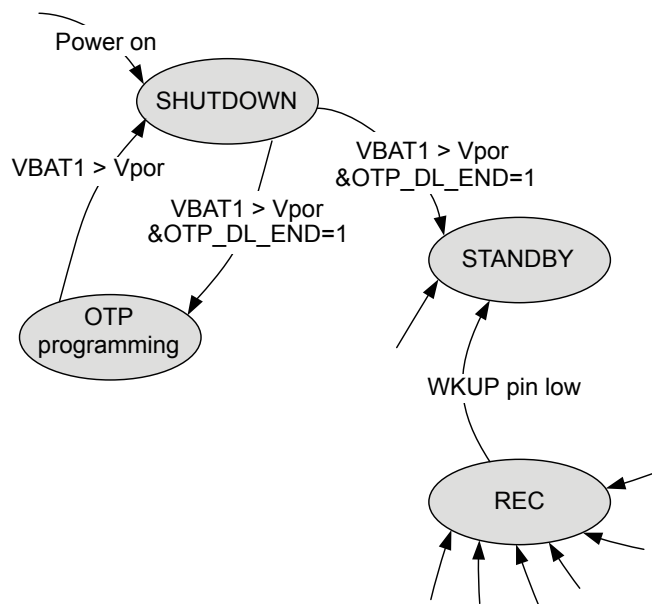 Power on
SHUTDOWN
VBAT1 > Vpor
VBAT1 > Vpor
&OTP_DL_END=1
VBAT1 > Vpor
&OTP_DL_END=1
STANDBY
OTP
programming
WKUP pin low
REC